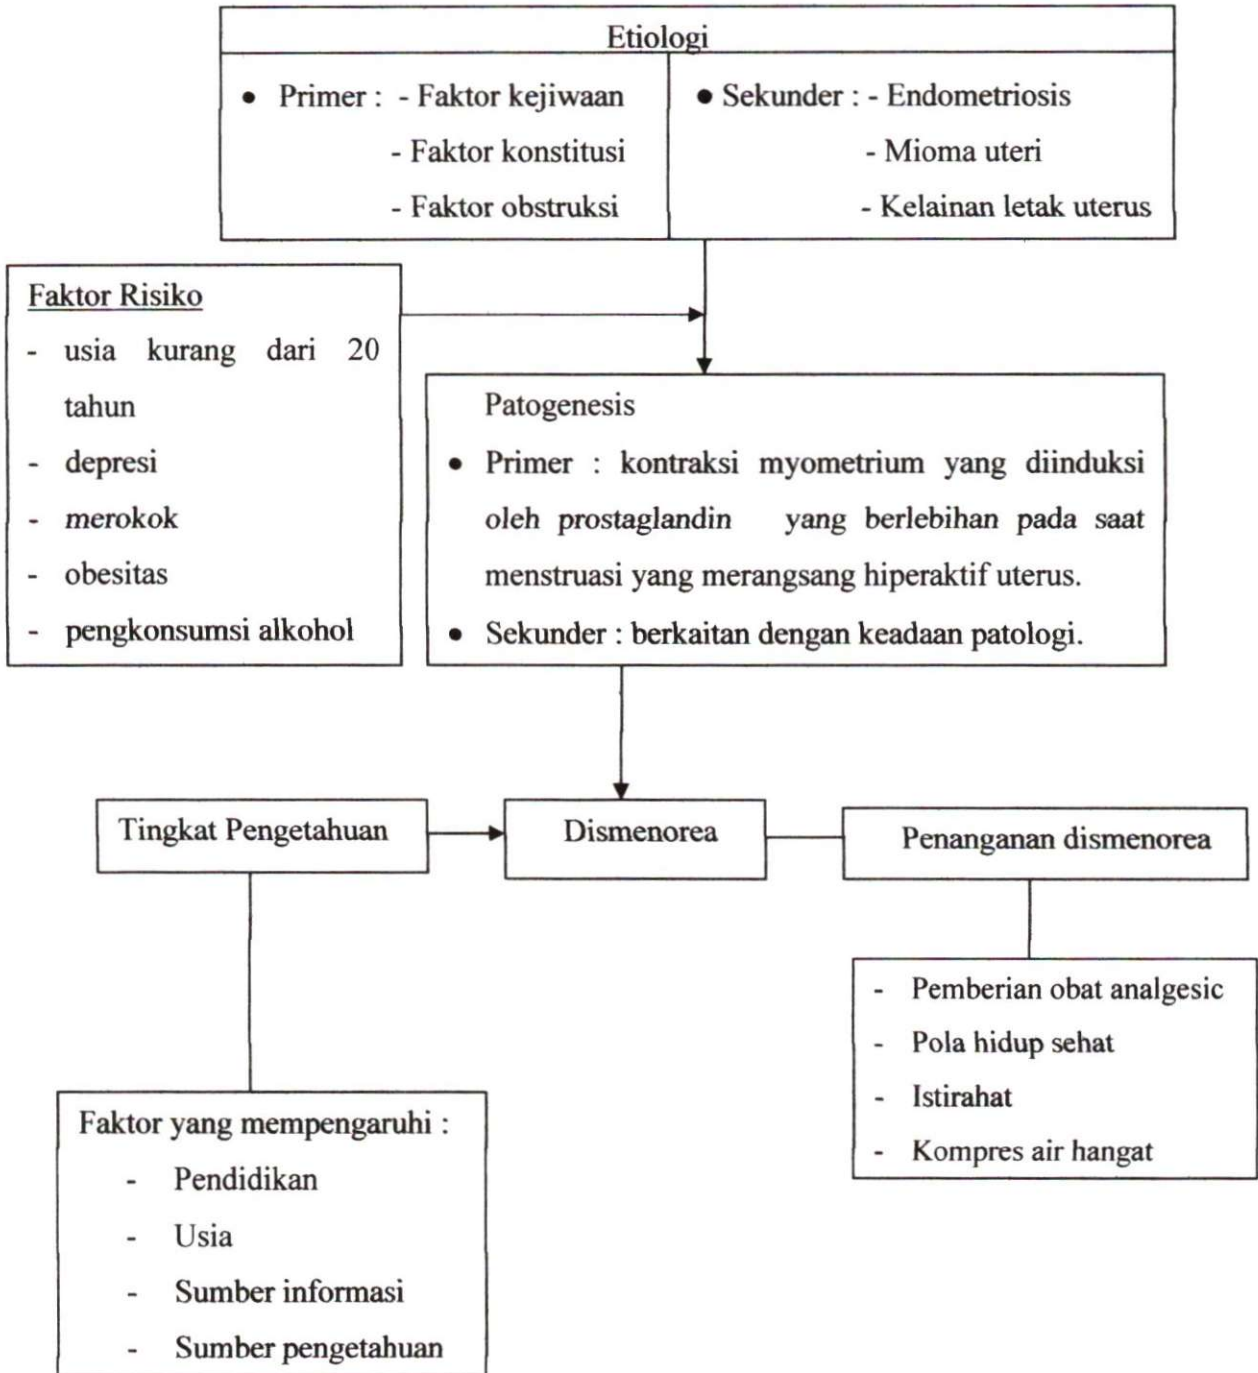 Etiologi
• Primer : - Faktor kejiwaan
- Faktor konstitusi
- Faktor obstruksi
• Sekunder : - Endometriosis
- Mioma uteri
- Kelainan letak uterus
Faktor Risiko
- usia kurang dari 20
tahun
- depresi
- merokok
- obesitas
- pengkonsumsi alkohol
Patogenesis
• Primer : kontraksi myometrium yang diinduksi
oleh prostaglandin yang berlebihan pada saat
menstruasi yang merangsang hiperaktif uterus.
• Sekunder : berkaitan dengan keadaan patologi.
Tingkat Pengetahuan
Dismenorea
Penanganan dismenorea
- Pemberian obat analgesic
- Pola hidup sehat
- Istirahat
- Kompres air hangat
Faktor yang mempengaruhi :
- Pendidikan
- Usia
- Sumber informasi
- Sumber pengetahuan